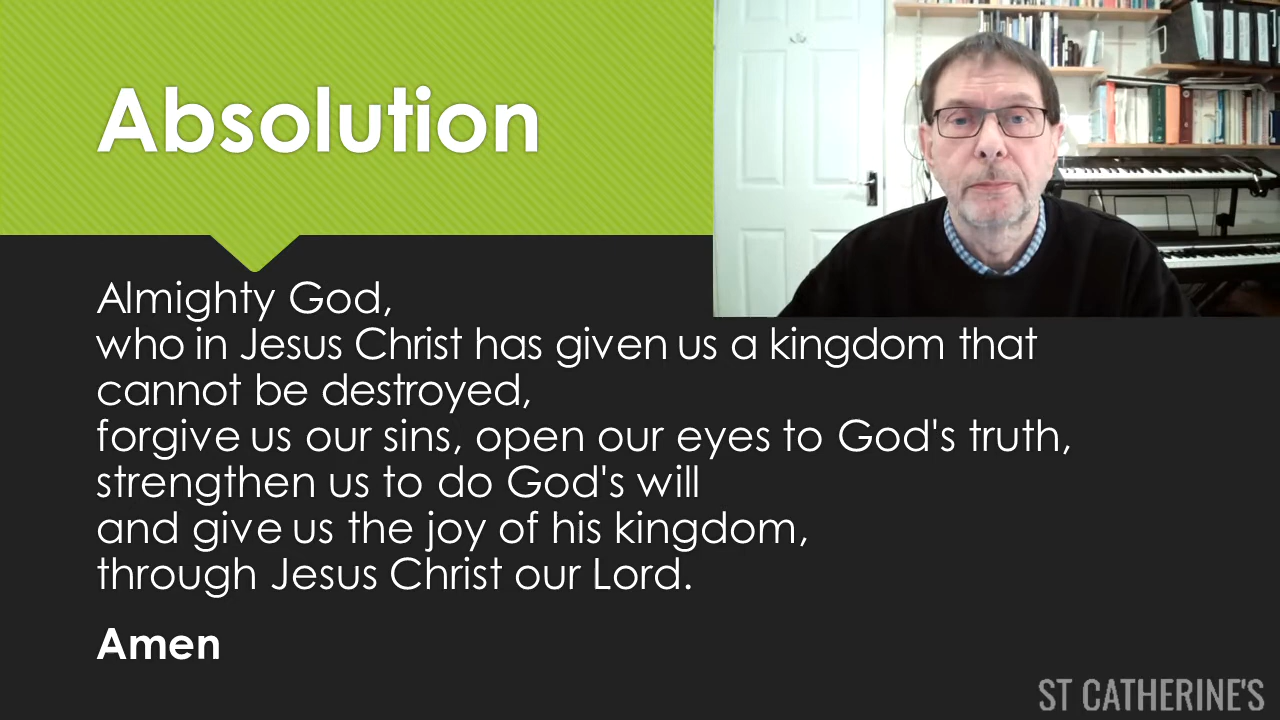 Absolution
Almighty God,
who in Jesus Christ has given us a kingdom that
cannot be destroyed,
forgive us our sins, open our eyes to God's truth,
strengthen us to do God's will
and give us the joy of his kingdom,
through Jesus Christ our Lord.
Amen
ST CATHERINE'S